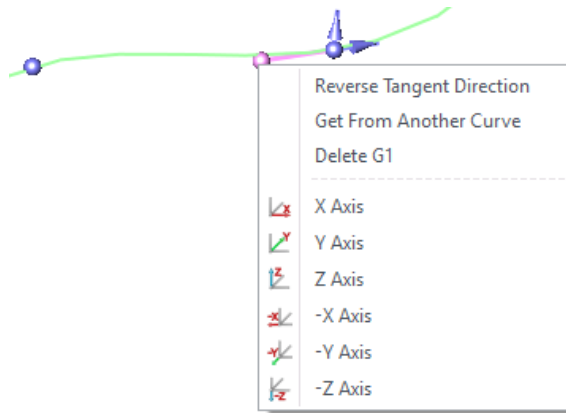 Reverse Tangent Direction
Get From Another Curve
Delete G1
X X Axis
Y Y Axis
Z Z Axis
-X -X Axis
-Y -Y Axis
-Z -Z Axis